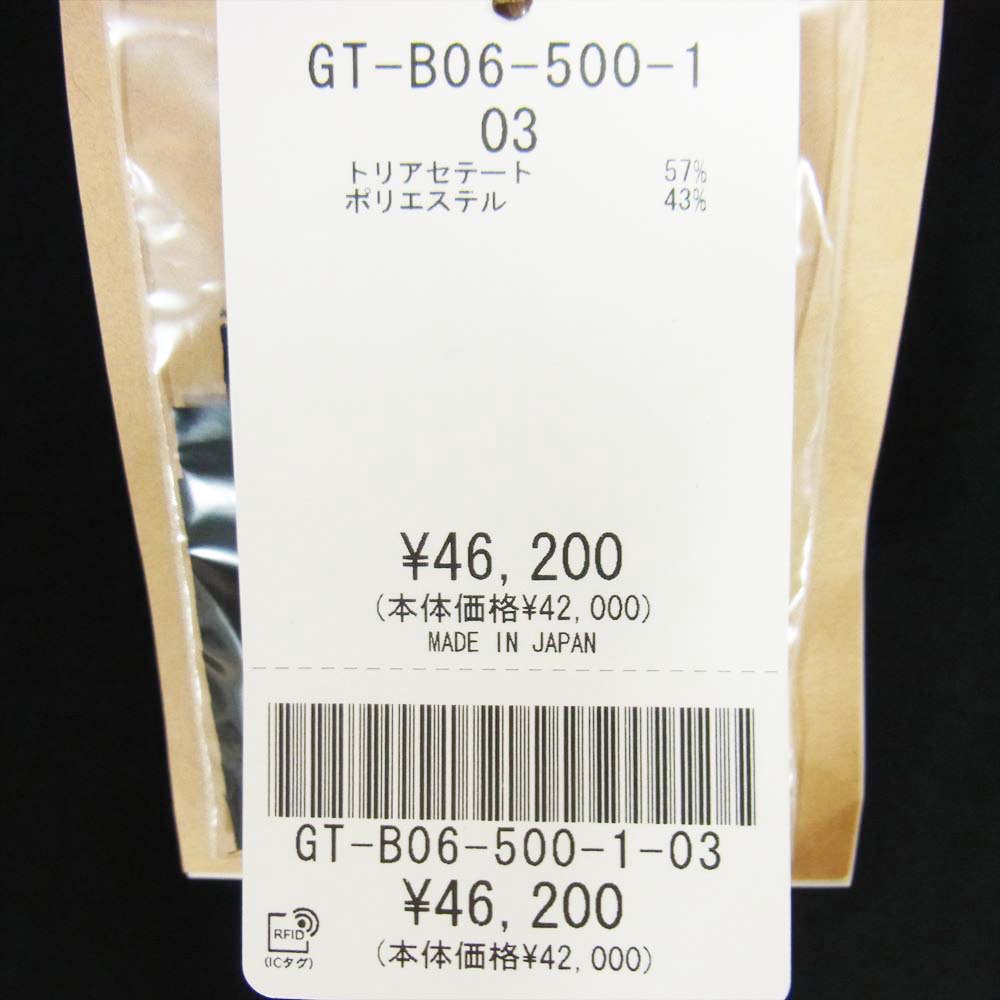 GT-B06-500-1
03
トリアセテート 57%
ポリエステル 43%
¥46,200
(本体価格¥42,000)
MADE IN JAPAN
GT-B06-500-1-03
¥46,200
(本体価格¥42,000)
RFID
(ICタグ)